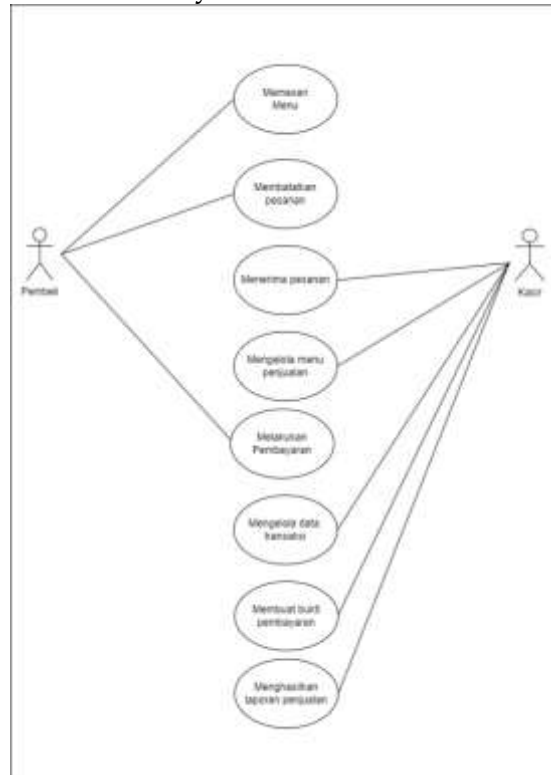 y
Memesan
Menu
Membatalkan
pesanan
Menerima pesanan
Pembeli
Kasir
Mengelola menu
penjualan
Melakukan
Pembayaran
Mengelola data
transaksi
Membuat bukti
pembayaran
Menghasilkan
laporan penjualan